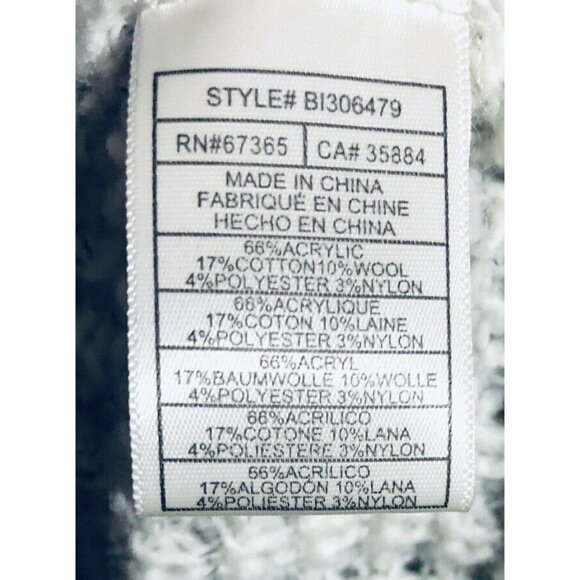 STYLE# BI306479
RN#67365 CA# 35884
MADE IN CHINA
FABRIQUÉ EN CHINE
HECHO EN CHINA
66%ACRYLIC
17%COTTON10%WOOL
4%POLYESTER 3%NYLON
66%ACRYLIQUE
17%COTON 10%LAINE
4%POLYESTER 3%NYLON
66%ACRYL
17%BAUMWOLLE 10%WOLLE
4%POLYESTER 3%NYLON
66%ACRILICO
17%COTONE 10%LANA
4%POLIESTERE 3%NYLON
66%ACRÍLICO
17%ALGODÓN 10%LANA
4%POLIÉSTER 3%NYLON